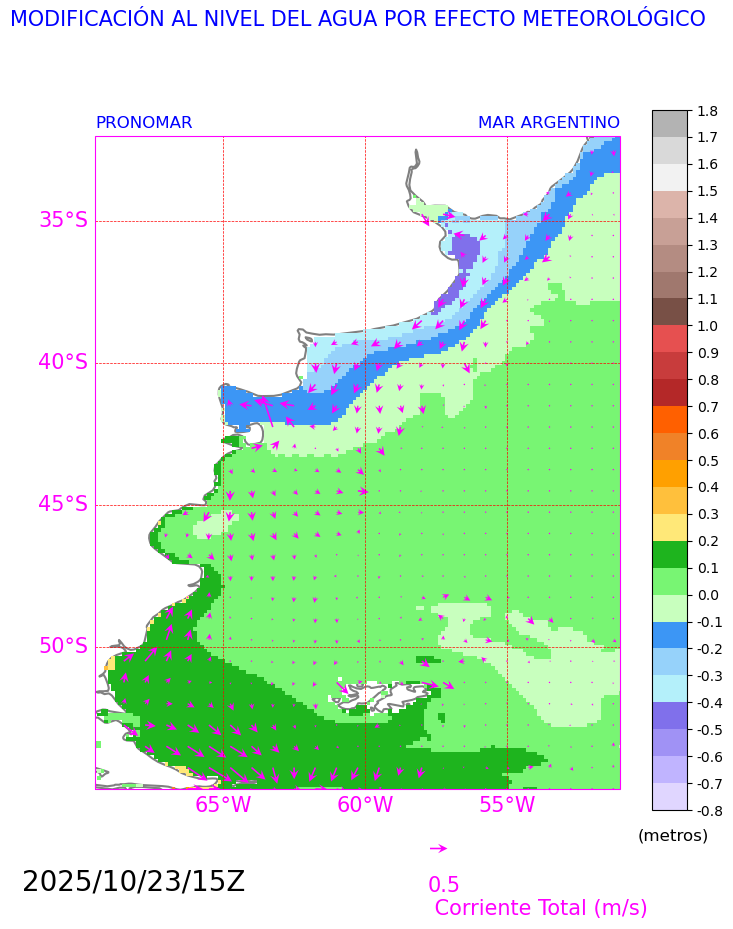 MODIFICACIÓN AL NIVEL DEL AGUA POR EFECTO METEOROLÓGICO
PRONOMAR MAR ARGENTINO
35°S
40°S
45°S
50°S
65°W 60°W 55°W
1.8
1.7
1.6
1.5
1.4
1.3
1.2
1.1
1.0
0.9
0.8
0.7
0.6
0.5
0.4
0.3
0.2
0.1
0.0
-0.1
-0.2
-0.3
-0.4
-0.5
-0.6
-0.7
-0.8
(metros)
2025/10/23/15Z
0.5
Corriente Total (m/s)